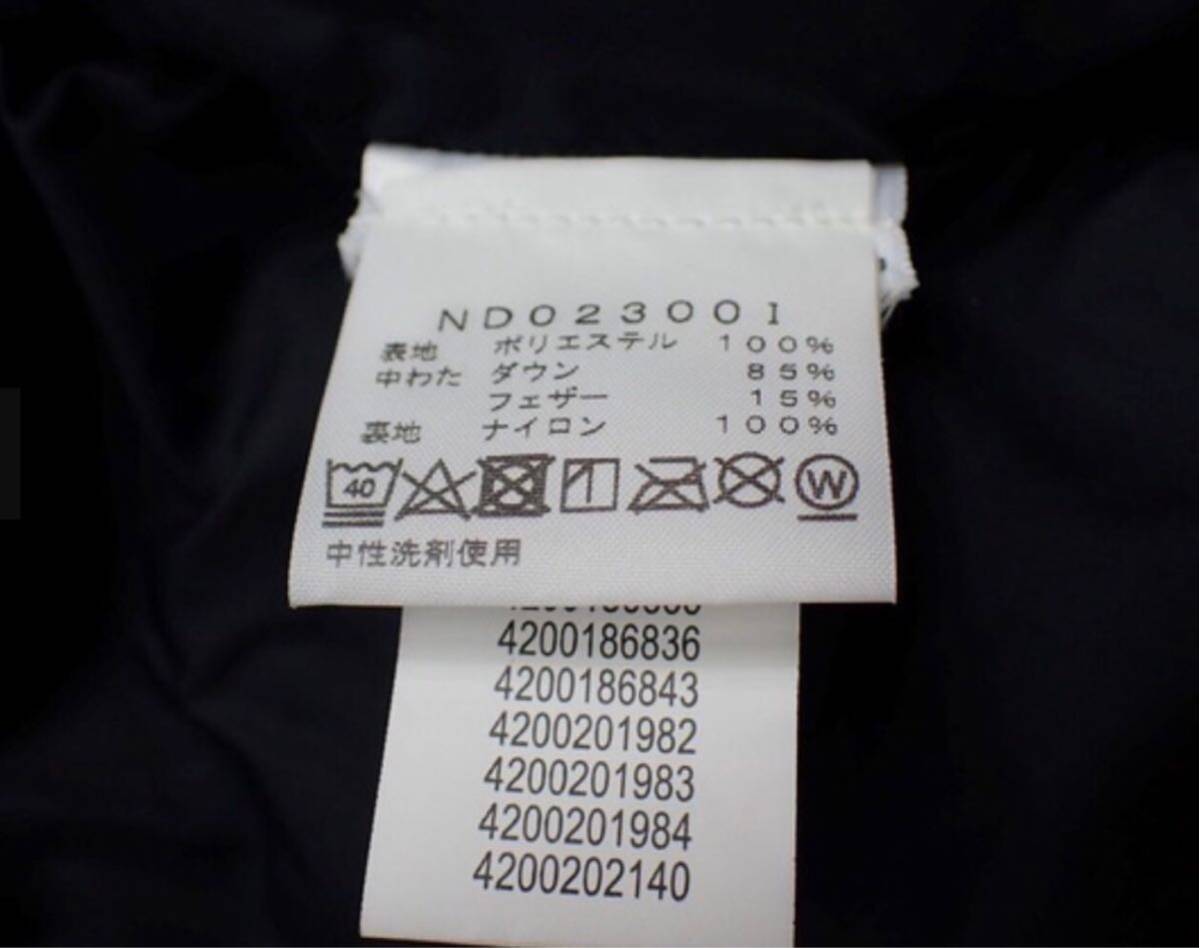 ND02300I
表地 ポリエステル 100%
中わた ダウン 85%
フェザー 15%
裏地 ナイロン 100%
40 W
中性洗剤使用
4200186836
4200186843
4200201982
4200201983
4200201984
4200202140